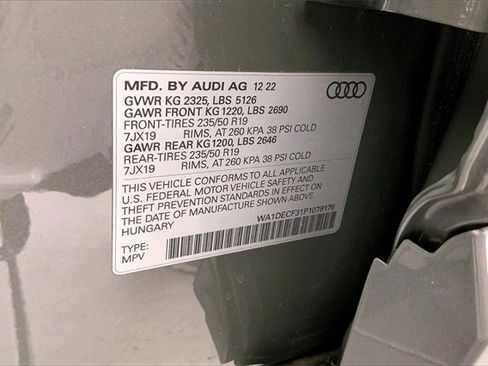 MFD. BY AUDI AG 12 22
GVWR KG 2325, LBS 5126
GAWR FRONT KG 1220, LBS 2690
FRONT-TIRES 235/50 R19
7JX19 RIMS, AT 260 KPA 38 PSI COLD
GAWR REAR KG 1200, LBS 2646
REAR-TIRES 235/50 R19
7JX19 RIMS, AT 260 KPA 38 PSI COLD
THIS VEHICLE CONFORMS TO ALL APPLICABLE
U.S. FEDERAL MOTOR VEHICLE SAFETY AND
THEFT PREVENTION STANDARDS IN EFFECT ON
THE DATE OF MANUFACTURE SHOWN ABOVE.
HUNGARY
WA1DECF31P1078176
TYPE:
MPV